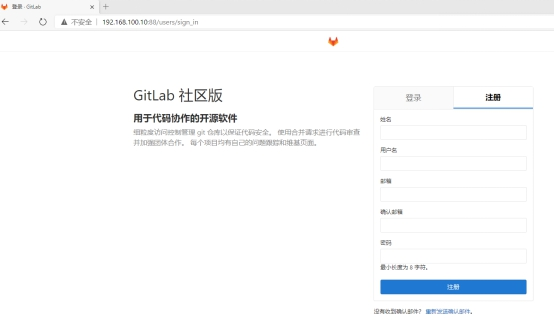 登录 · GitLab
不安全 | 192.168.100.10:88/users/sign_in
GitLab 社区版
用于代码协作的开源软件
细粒度访问控制管理 git 仓库以保证代码安全。 使用合并请求进行代码审查
并加强团体合作。 每个项目均有自己的问题跟踪和维基页面。
登录
注册
姓名
用户名
邮箱
确认邮箱
密码
最小长度为 8 字符。
注册
没有收到确认邮件? 重新发送确认邮件。